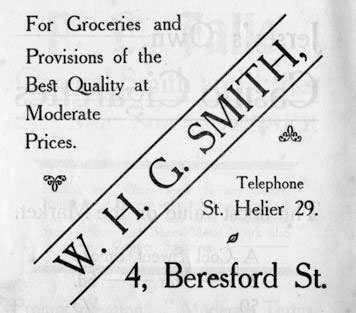 For Groceries and
Provisions of the
Best Quality at
Moderate
Prices.
W. H. G. SMITH,
Telephone
St. Helier 29.
4, Beresford St.